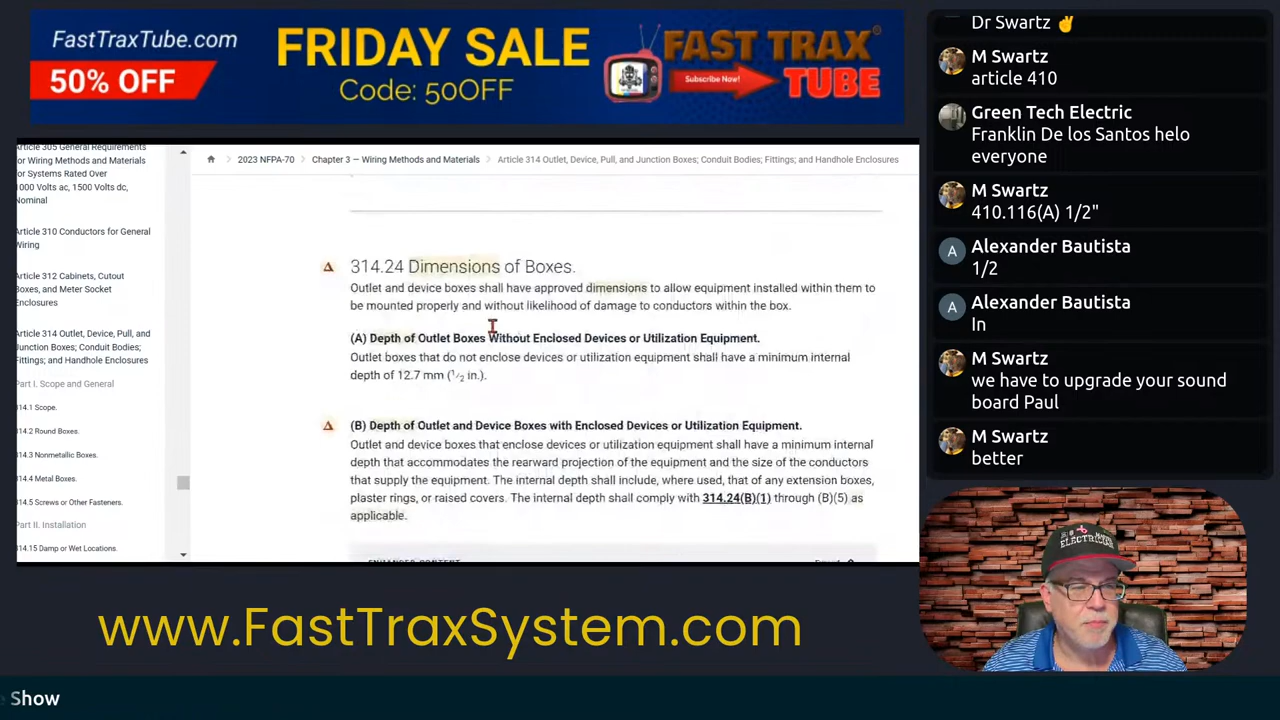 FastTraxTube.com
50% OFF
FRIDAY SALE
Code: 50OFF
Subscribe Now!
FAST TRAX®
TUBE
Article 305 General Requirements
for Wiring Methods and Materials
for Systems Rated Over
1000 Volts ac, 1500 Volts dc,
Nominal
Article 310 Conductors for General
Wiring
Article 312 Cabinets, Cutout
Boxes, and Meter Socket
Enclosures
Article 314 Outlet, Device, Pull, and
Junction Boxes; Conduit Bodies;
Fittings; and Handhole Enclosures
Part I. Scope and General
314.1 Scope.
314.2 Round Boxes.
314.3 Nonmetallic Boxes.
314.4 Metal Boxes.
314.5 Screws or Other Fasteners.
Part II. Installation
314.15 Damp or Wet Locations.
2023 NFPA-70 > Chapter 3 — Wiring Methods and Materials > Article 314 Outlet, Device, Pull, and Junction Boxes; Conduit Bodies; Fittings; and Handhole Enclosures
Δ 314.24 Dimensions of Boxes.
Outlet and device boxes shall have approved dimensions to allow equipment installed within them to
be mounted properly and without likelihood of damage to conductors within the box.
(A) Depth of Outlet Boxes Without Enclosed Devices or Utilization Equipment.
Outlet boxes that do not enclose devices or utilization equipment shall have a minimum internal
depth of 12.7 mm (1/2 in.).
Δ (B) Depth of Outlet and Device Boxes with Enclosed Devices or Utilization Equipment.
Outlet and device boxes that enclose devices or utilization equipment shall have a minimum internal
depth that accommodates the rearward projection of the equipment and the size of the conductors
that supply the equipment. The internal depth shall include, where used, that of any extension boxes,
plaster rings, or raised covers. The internal depth shall comply with 314.24(B)(1) through (B)(5) as
applicable.
ENHANCED CONTENT
Dr Swartz ✌
M Swartz
article 410
Green Tech Electric
Franklin De los Santos helo
everyone
M Swartz
410.116(A) 1/2"
A Alexander Bautista
1/2
A Alexander Bautista
In
M Swartz
we have to upgrade your sound
board Paul
M Swartz
better
ELECTRIC
www.FastTraxSystem.com
Show